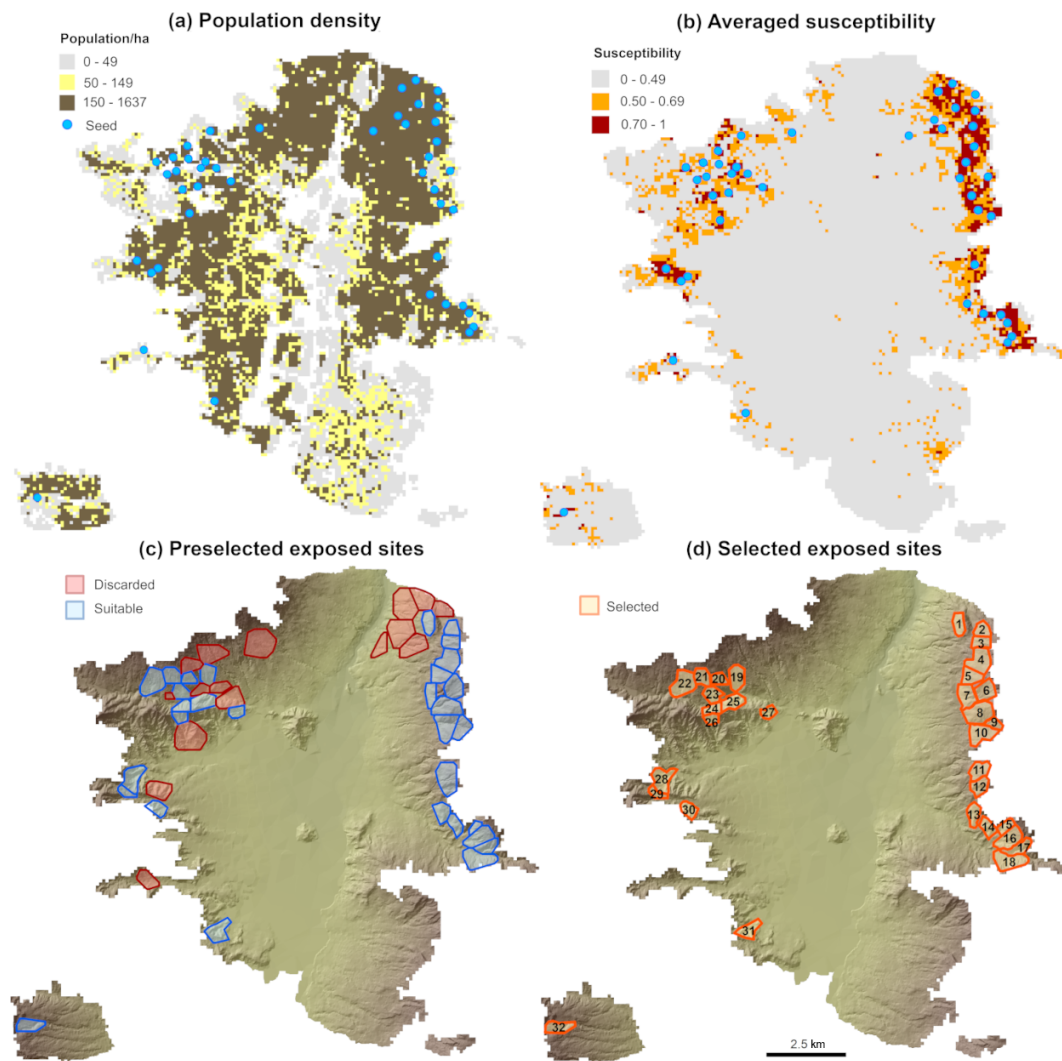 (a) Population density
Population/ha
0 - 49
50 - 149
150 - 1637
Seed
(b) Averaged susceptibility
Susceptibility
0 - 0.49
0.50 - 0.69
0.70 - 1
(c) Preselected exposed sites
Discarded
Suitable
(d) Selected exposed sites
Selected
1
2
3
4
5
6
7
8
9
10
11
12
13
14
15
16
17
18
19
20
21
22
23
24
25
26
27
28
29
30
31
32
2.5 km